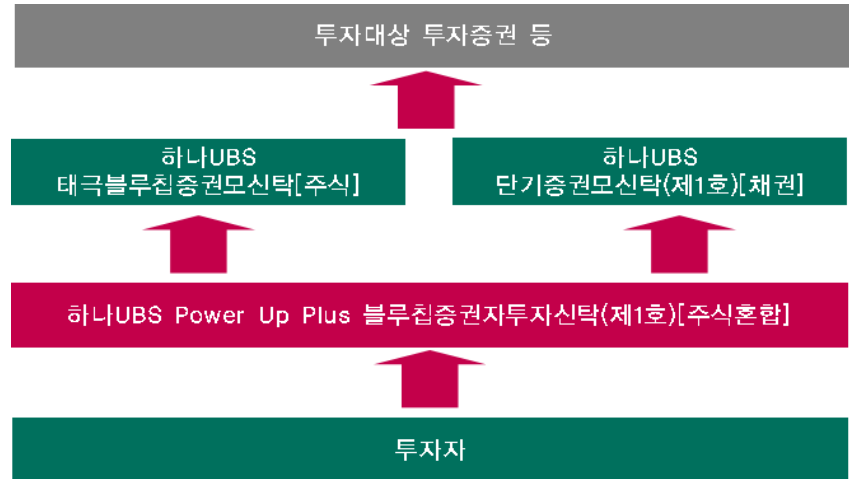 투자대상 투자증권 등
하나UBS
태극블루칩증권모신탁[주식]
하나UBS
단기증권모신탁(제1호)[채권]
하나UBS Power Up Plus 블루칩증권자투자신탁(제1호)[주식혼합]
투자자